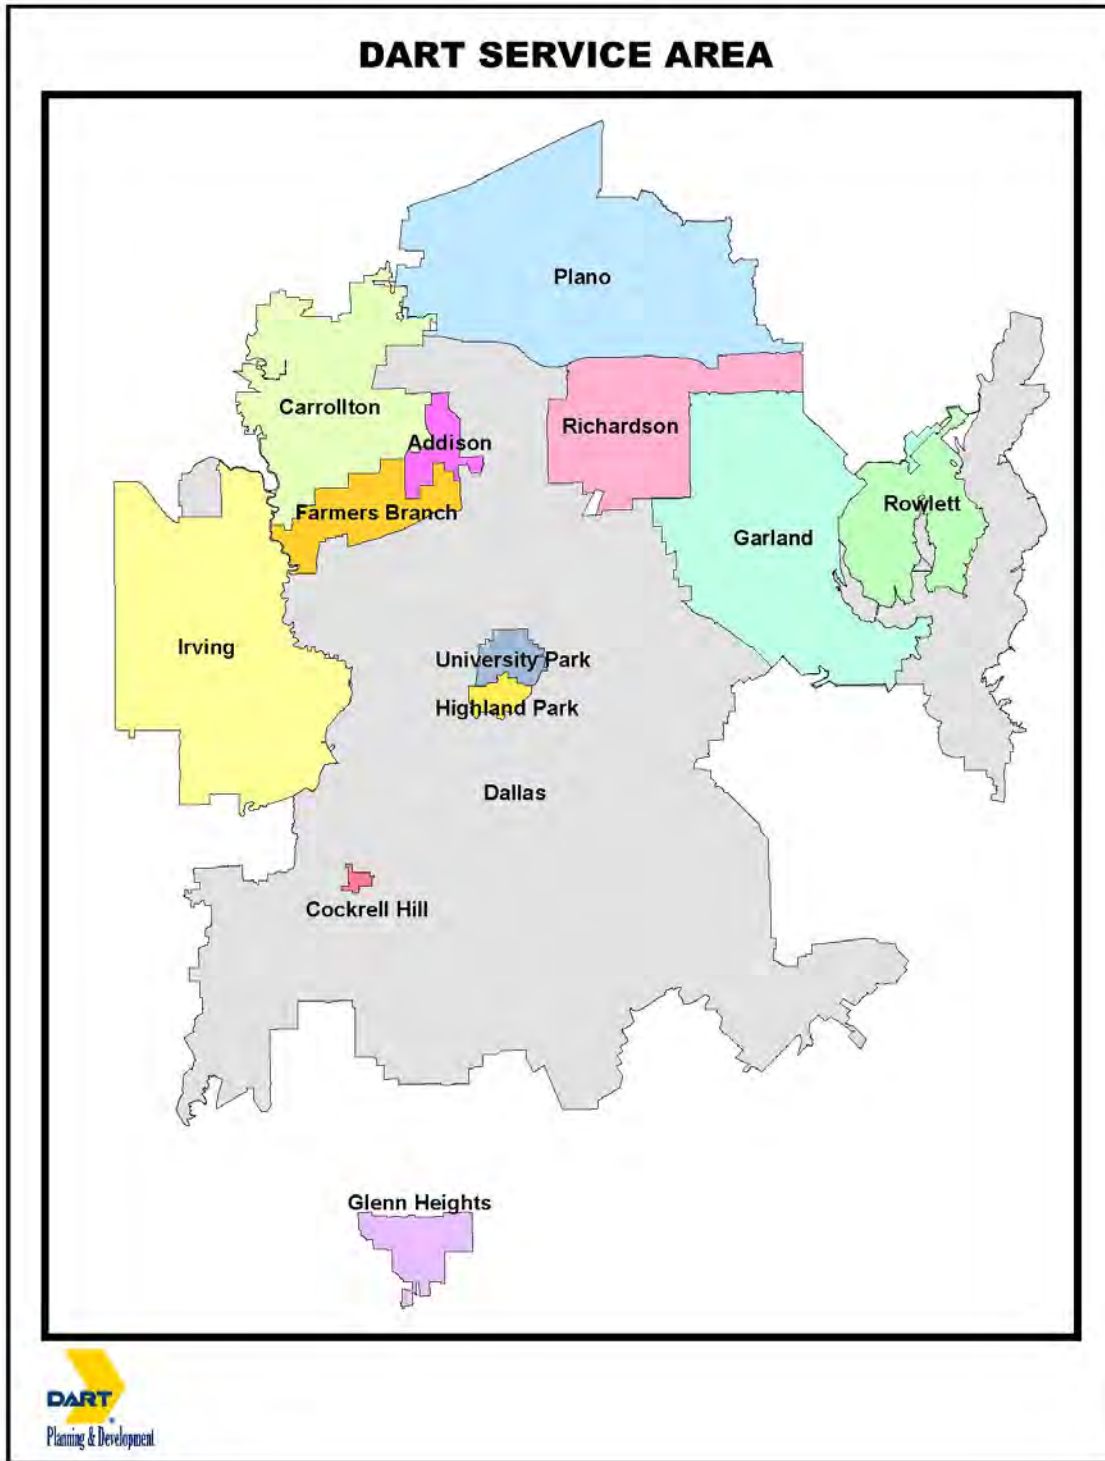 DART SERVICE AREA
Plano
Carrollton
Richardson
Addison
Rowlett
Farmers Branch
Garland
Irving
University Park
Highland Park
Dallas
Cockrell Hill
Glenn Heights
DART
Planning & Development